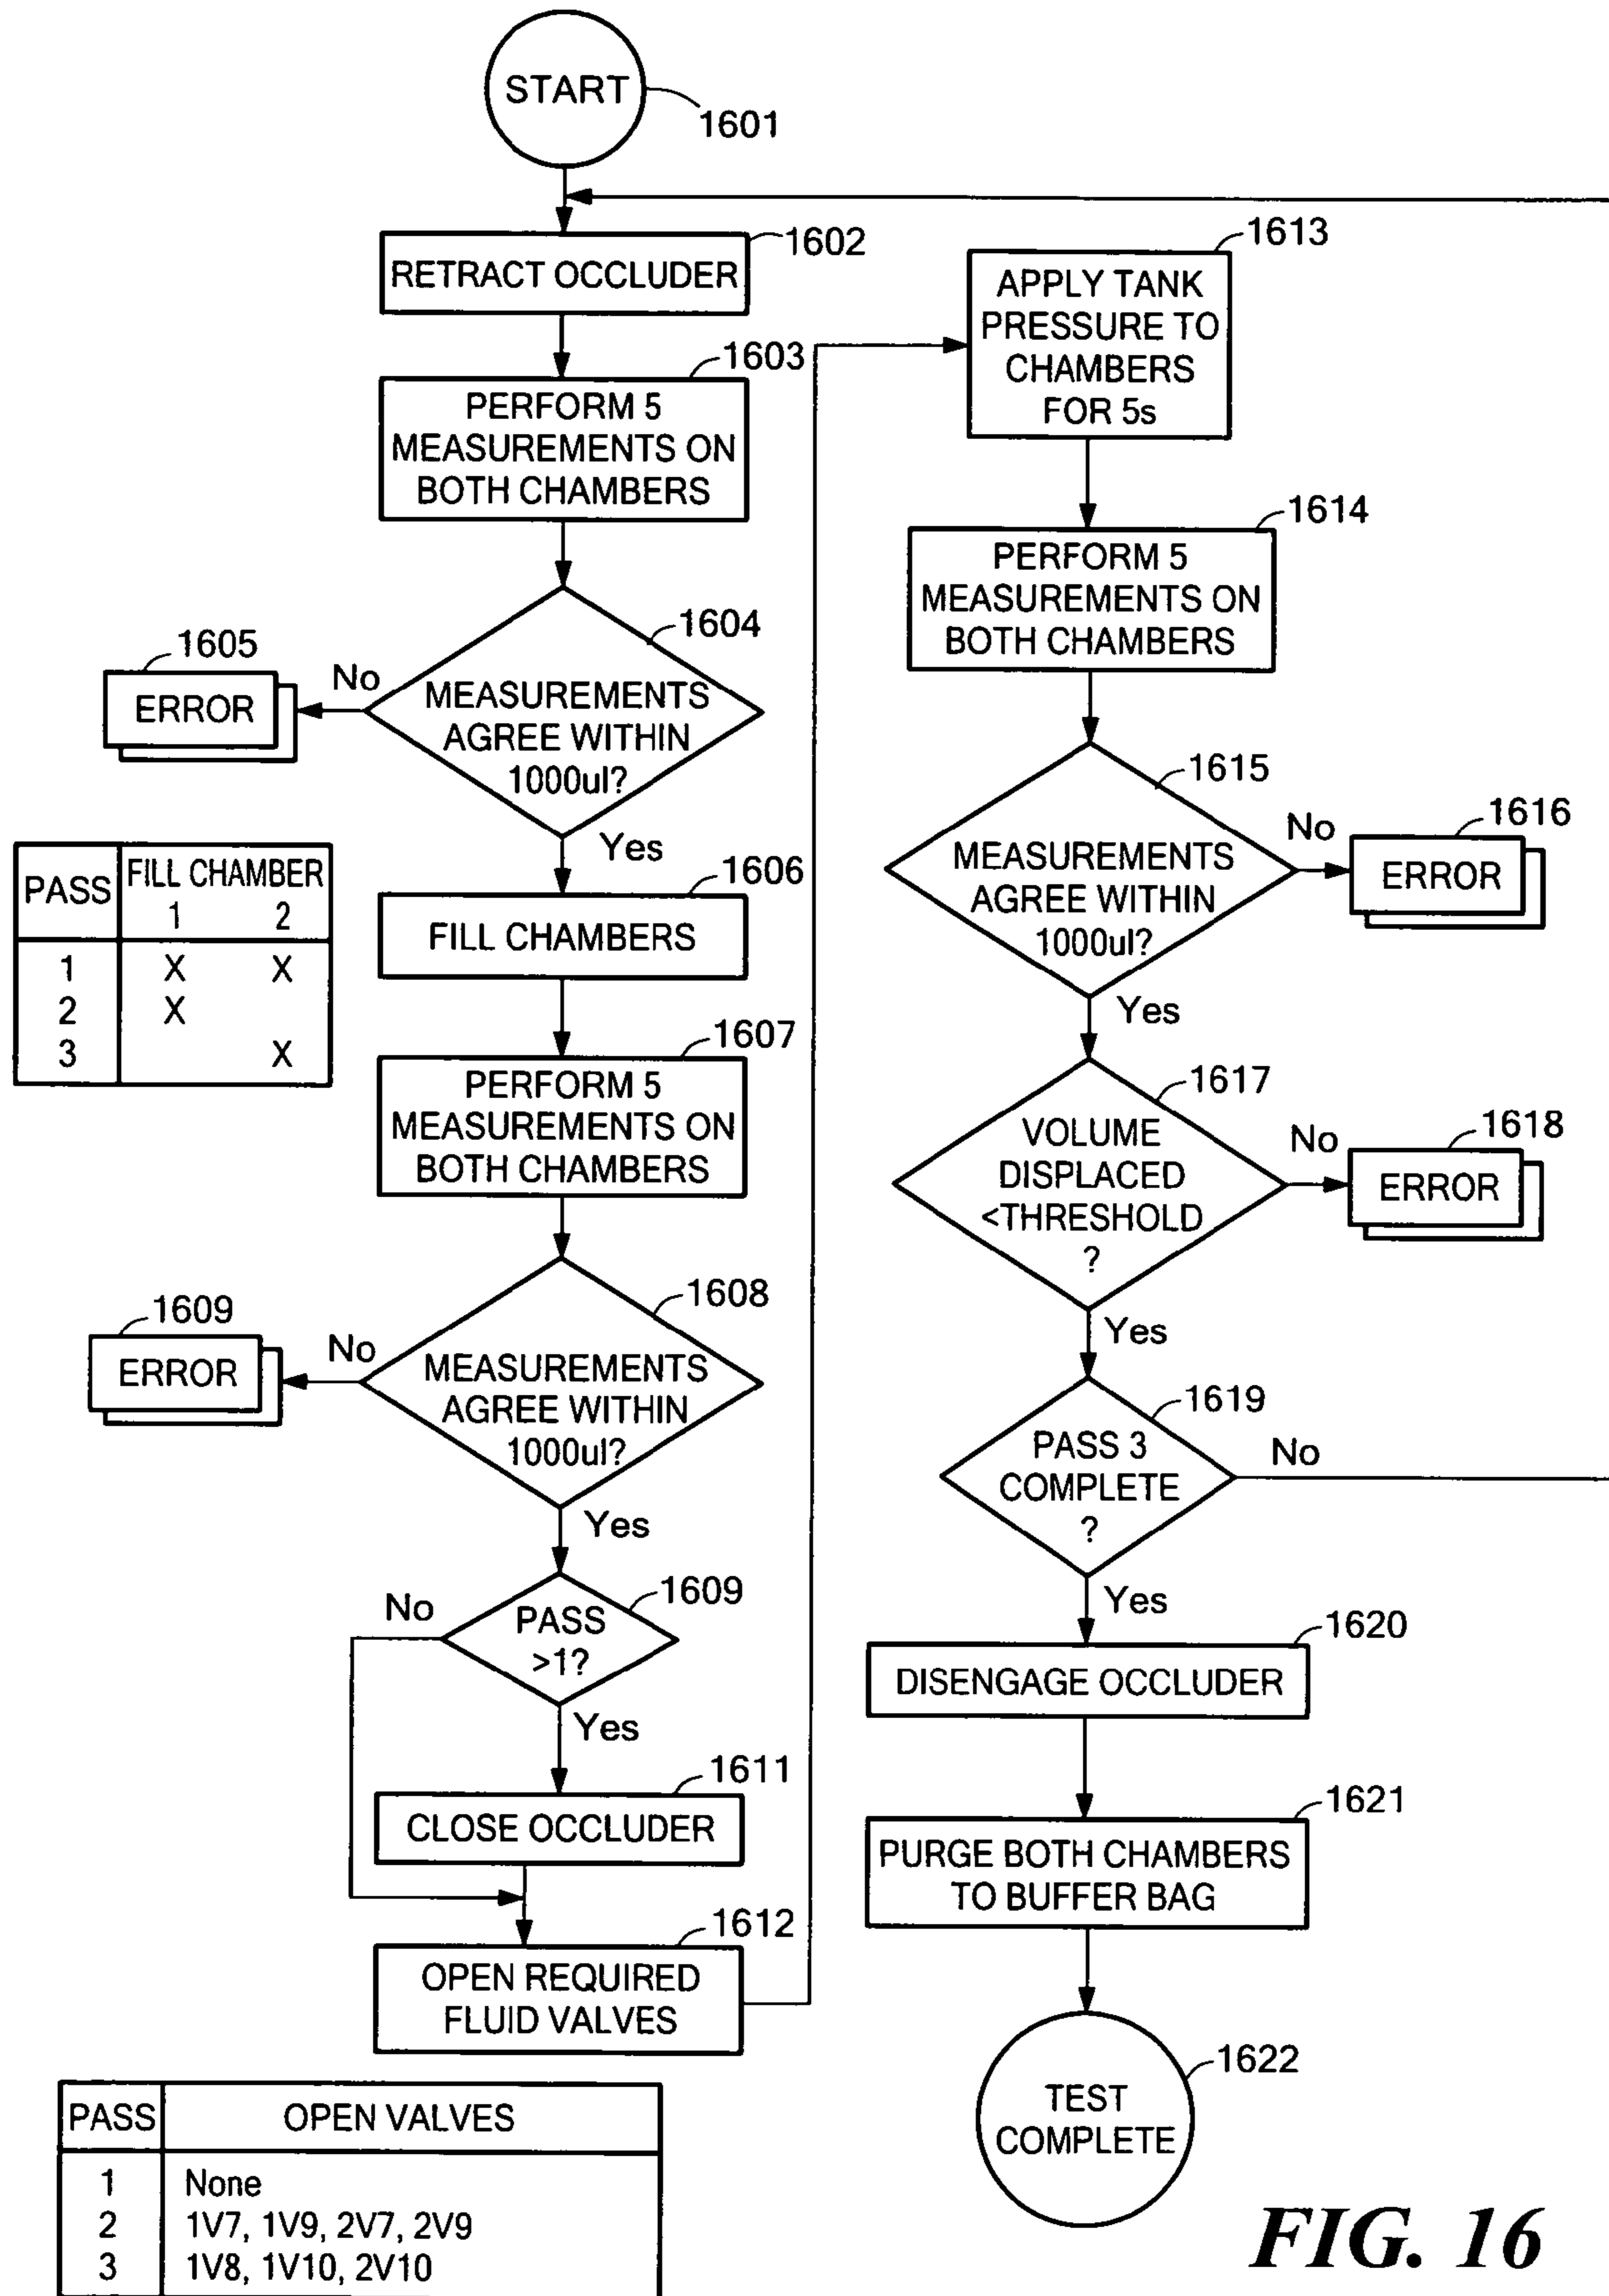 START
1601
1602
RETRACT OCCLUDER
1603
PERFORM 5
MEASUREMENTS ON
BOTH CHAMBERS
1604
MEASUREMENTS
AGREE WITHIN
1000ul?
No
1605
ERROR
Yes
PASS
FILL CHAMBER
1 2
1 X X
2 X
3 X
1606
FILL CHAMBERS
1607
PERFORM 5
MEASUREMENTS ON
BOTH CHAMBERS
1608
MEASUREMENTS
AGREE WITHIN
1000ul?
No
1609
ERROR
Yes
1609
PASS
>1?
No
Yes
1611
CLOSE OCCLUDER
1612
OPEN REQUIRED
FLUID VALVES
PASS OPEN VALVES
1 None
2 1V7, 1V9, 2V7, 2V9
3 1V8, 1V10, 2V10
1613
APPLY TANK
PRESSURE TO
CHAMBERS
FOR 5s
1614
PERFORM 5
MEASUREMENTS ON
BOTH CHAMBERS
1615
MEASUREMENTS
AGREE WITHIN
1000ul?
No
1616
ERROR
Yes
1617
VOLUME
DISPLACED
<THRESHOLD
?
No
1618
ERROR
Yes
1619
PASS 3
COMPLETE
?
No
Yes
1620
DISENGAGE OCCLUDER
1621
PURGE BOTH CHAMBERS
TO BUFFER BAG
1622
TEST
COMPLETE
FIG. 16